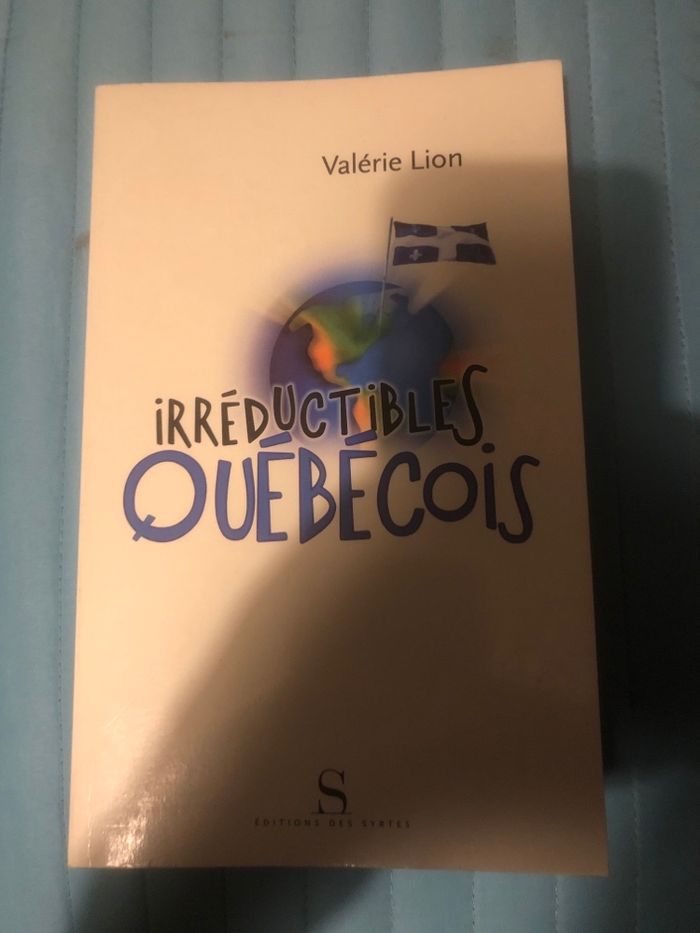 Valérie Lion
iRRÉDUCTiBLES
QUÉBÉCOiS
S
ÉDITIONS DES SYRTES